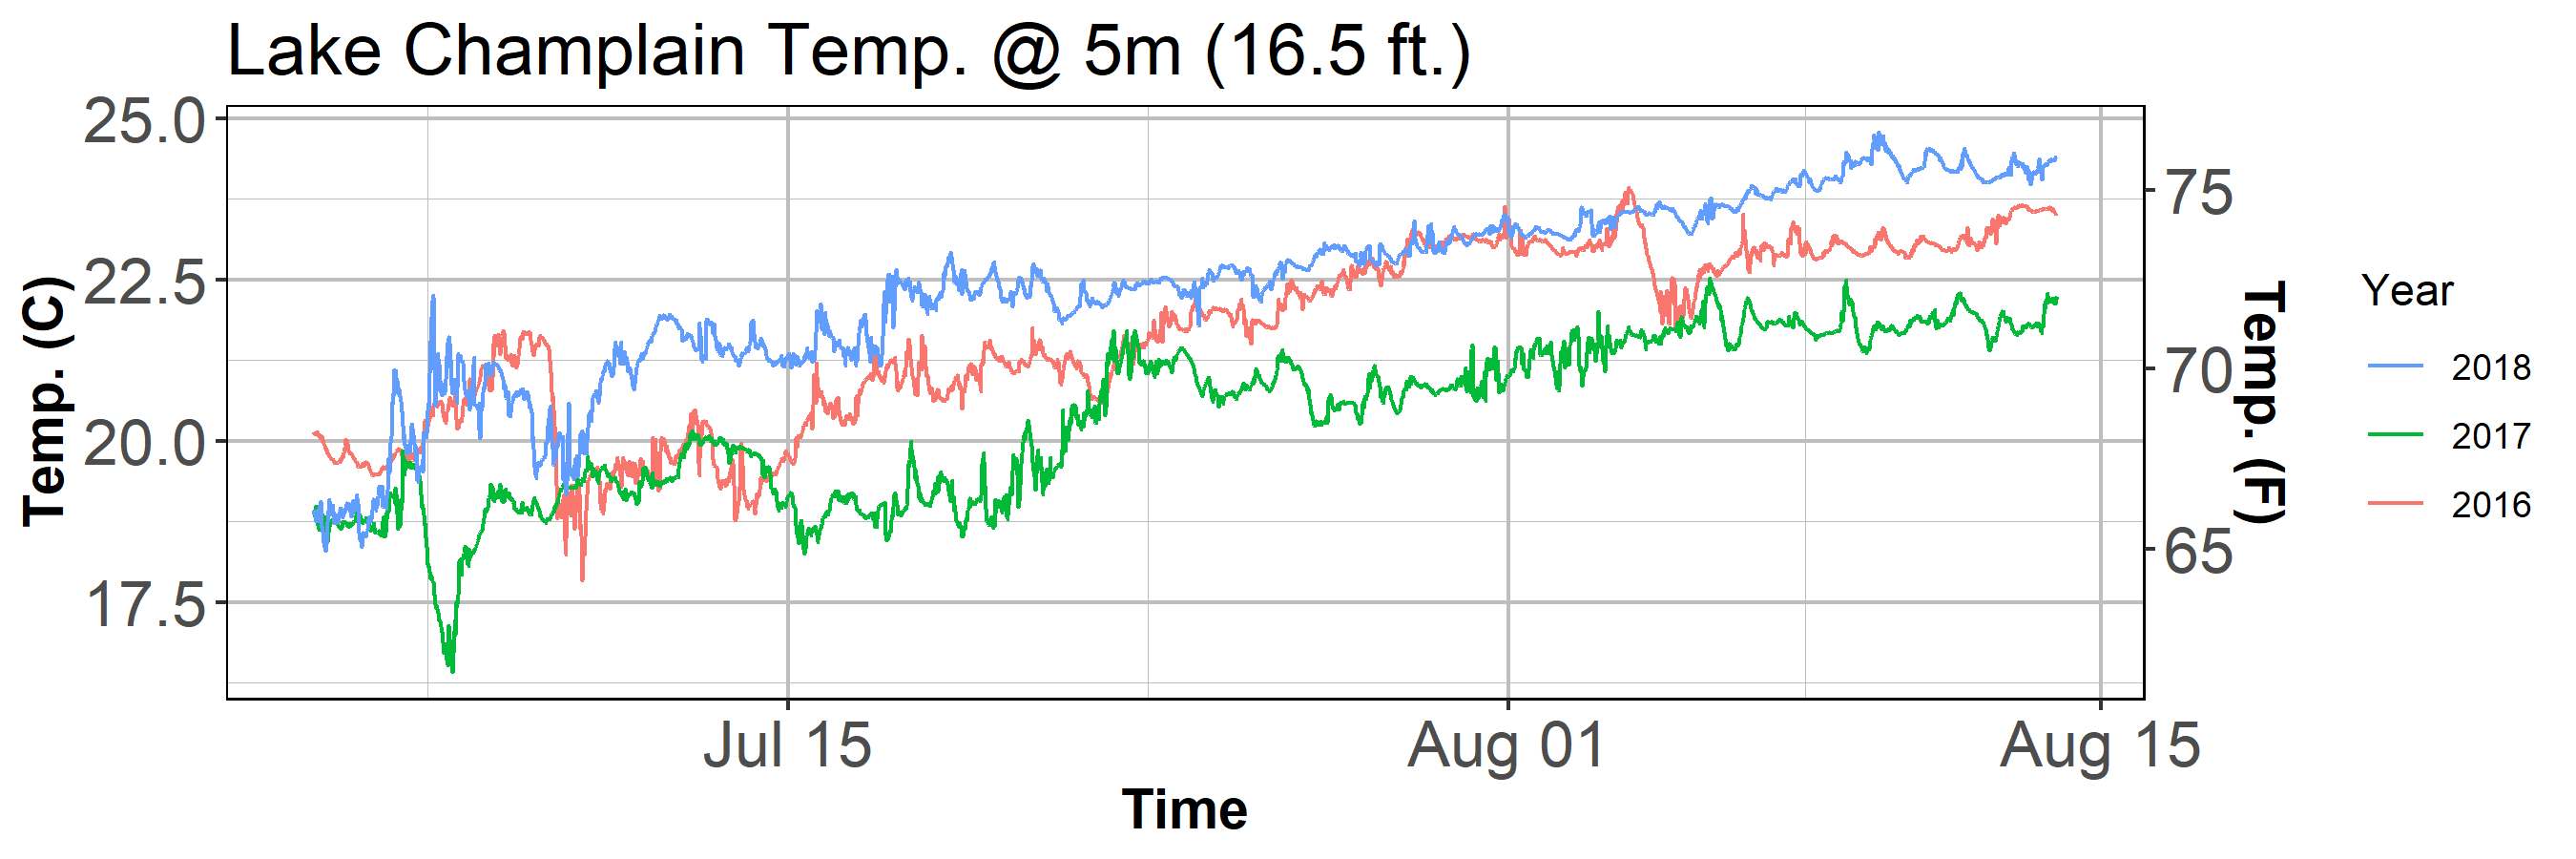 Lake Champlain Temp. @ 5m (16.5 ft.)
25.0
22.5
20.0
17.5
Temp. (C)
75
70
65
Temp. (F)
Jul 15
Aug 01
Aug 15
Time
Year
2018
2017
2016